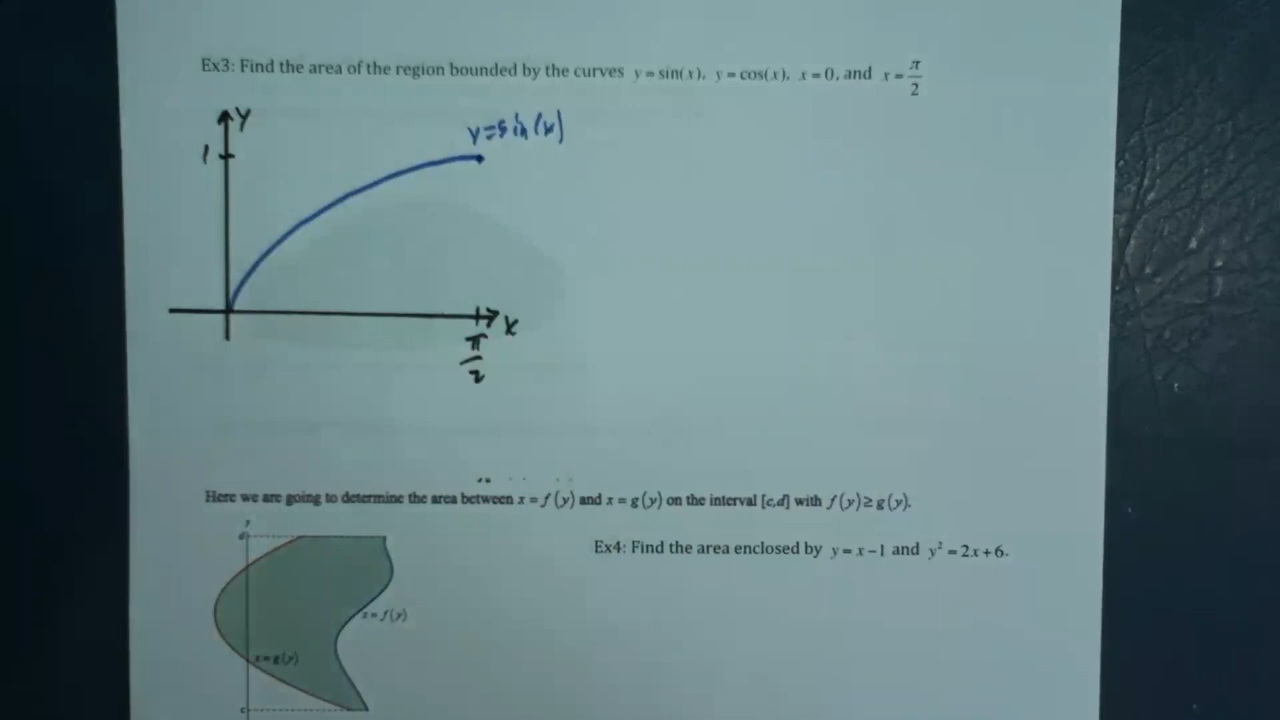 Ex3: Find the area of the region bounded by the curves y = sin(x), y = cos(x), x = 0, and x = π/2
y
y=sin(x)
1
x
π/2
Here we are going to determine the area between x = f(y) and x = g(y) on the interval [c,d] with f(y) ≥ g(y).
y
d
Ex4: Find the area enclosed by y = x – 1 and y² = 2x + 6.
x = f(y)
x = g(y)
c